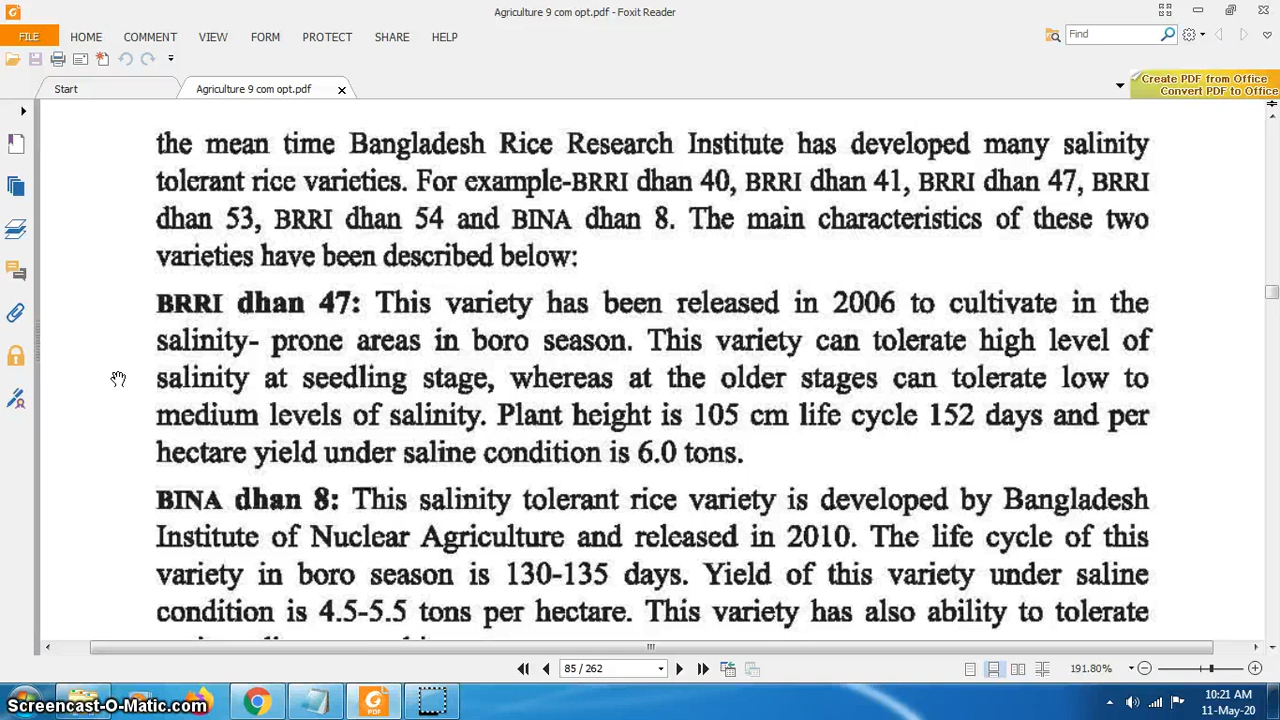 Agriculture 9 com opt.pdf - Foxit Reader
FILE HOME COMMENT VIEW FORM PROTECT SHARE HELP
Find
Start
Agriculture 9 com opt.pdf
Create PDF from Office
Convert PDF to Office
the mean time Bangladesh Rice Research Institute has developed many salinity
tolerant rice varieties. For example-BRRI dhan 40, BRRI dhan 41, BRRI dhan 47, BRRI
dhan 53, BRRI dhan 54 and BINA dhan 8. The main characteristics of these two
varieties have been described below:
BRRI dhan 47: This variety has been released in 2006 to cultivate in the
salinity- prone areas in boro season. This variety can tolerate high level of
salinity at seedling stage, whereas at the older stages can tolerate low to
medium levels of salinity. Plant height is 105 cm life cycle 152 days and per
hectare yield under saline condition is 6.0 tons.
BINA dhan 8: This salinity tolerant rice variety is developed by Bangladesh
Institute of Nuclear Agriculture and released in 2010. The life cycle of this
variety in boro season is 130-135 days. Yield of this variety under saline
condition is 4.5-5.5 tons per hectare. This variety has also ability to tolerate
85 / 262
191.80%
PDF
10:21 AM
11-May-20
Screencast-O-Matic.com